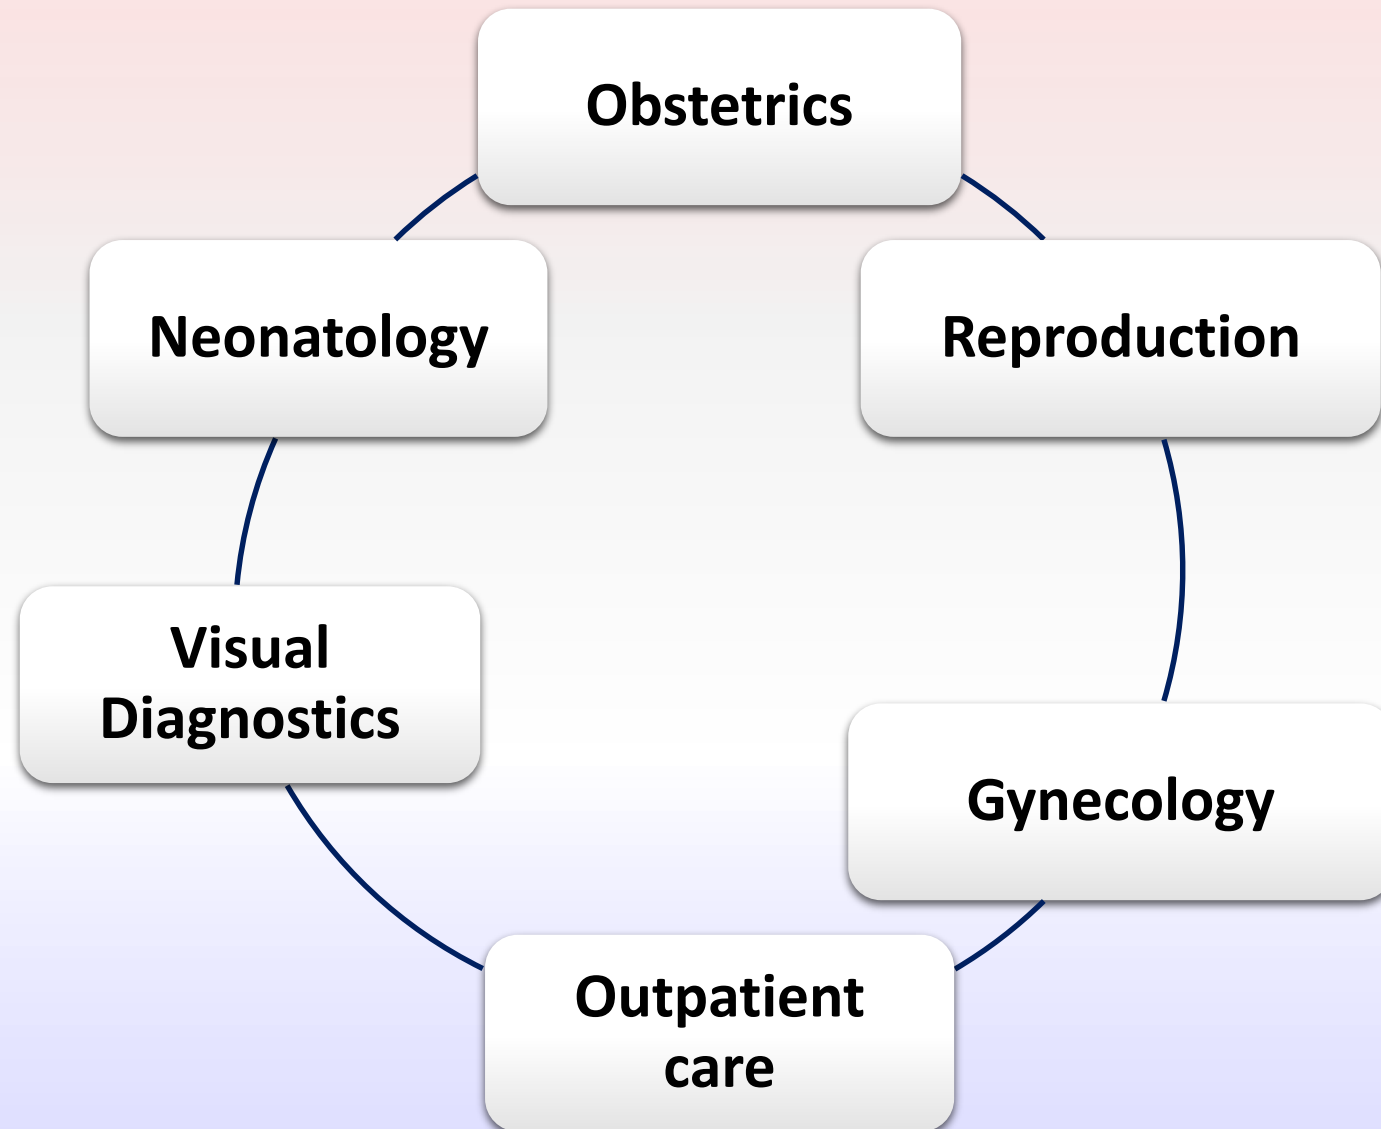 Obstetrics
Neonatology
Reproduction
Visual
Diagnostics
Gynecology
Outpatient
care